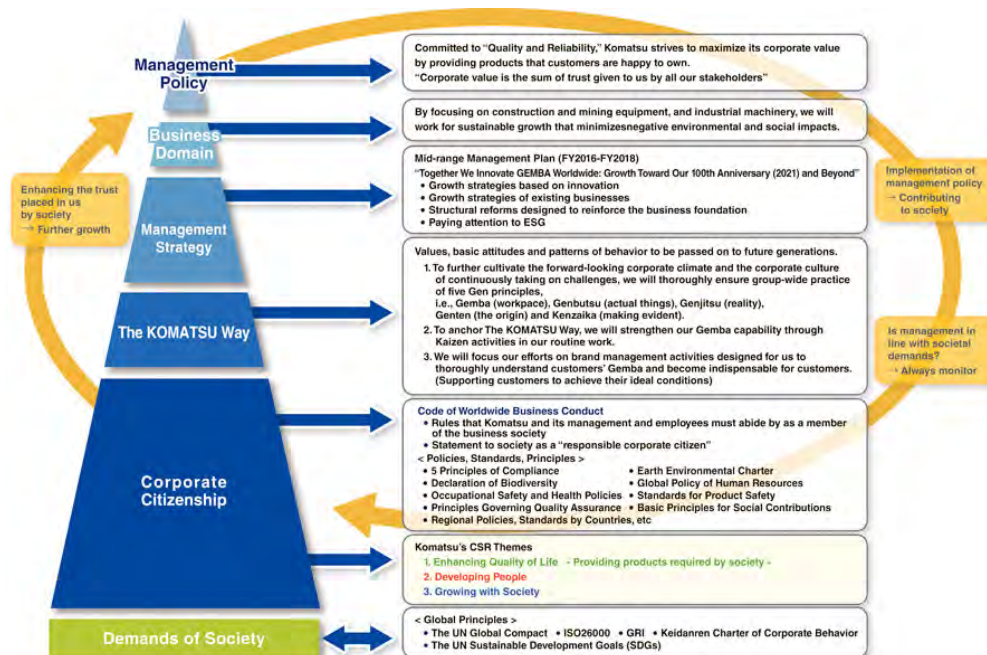 Management
Policy
Committed to “Quality and Reliability,” Komatsu strives to maximize its corporate value
by providing products that customers are happy to own.
“Corporate value is the sum of trust given to us by all our stakeholders”
Business
Domain
By focusing on construction and mining equipment, and industrial machinery, we will
work for sustainable growth that minimizesnegative environmental and social impacts.
Enhancing the trust
placed in us
by society
→ Further growth
Management
Strategy
Mid-range Management Plan (FY2016-FY2018)
“Together We Innovate GEMBA Worldwide: Growth Toward Our 100th Anniversary (2021) and Beyond”
• Growth strategies based on innovation
• Growth strategies of existing businesses
• Structural reforms designed to reinforce the business foundation
• Paying attention to ESG
Implementation of
management policy
→ Contributing
to society
The KOMATSU Way
Values, basic attitudes and patterns of behavior to be passed on to future generations.
1. To further cultivate the forward-looking corporate climate and the corporate culture
of continuously taking on challenges, we will thoroughly ensure group-wide practice
of five Gen principles,
i.e., Gemba (workpace), Genbutsu (actual things), Genjitsu (reality),
Genten (the origin) and Kenzaika (making evident).
2. To anchor The KOMATSU Way, we will strengthen our Gemba capability through
Kaizen activities in our routine work.
3. We will focus our efforts on brand management activities designed for us to
thoroughly understand customers’ Gemba and become indispensable for customers.
(Supporting customers to achieve their ideal conditions)
Is management in
line with societal
demands?
→ Always monitor
Corporate
Citizenship
Code of Worldwide Business Conduct
• Rules that Komatsu and its management and employees must abide by as a member
of the business society
• Statement to society as a “responsible corporate citizen”
< Policies, Standards, Principles >
• 5 Principles of Compliance
• Declaration of Biodiversity
• Occupational Safety and Health Policies
• Principles Governing Quality Assurance
• Regional Policies, Standards by Countries, etc
• Earth Environmental Charter
• Global Policy of Human Resources
• Standards for Product Safety
• Basic Principles for Social Contributions
Komatsu’s CSR Themes
1. Enhancing Quality of Life - Providing products required by society -
2. Developing People
3. Growing with Society
Demands of Society
< Global Principles >
• The UN Global Compact • ISO26000 • GRI • Keidanren Charter of Corporate Behavior
• The UN Sustainable Development Goals (SDGs)